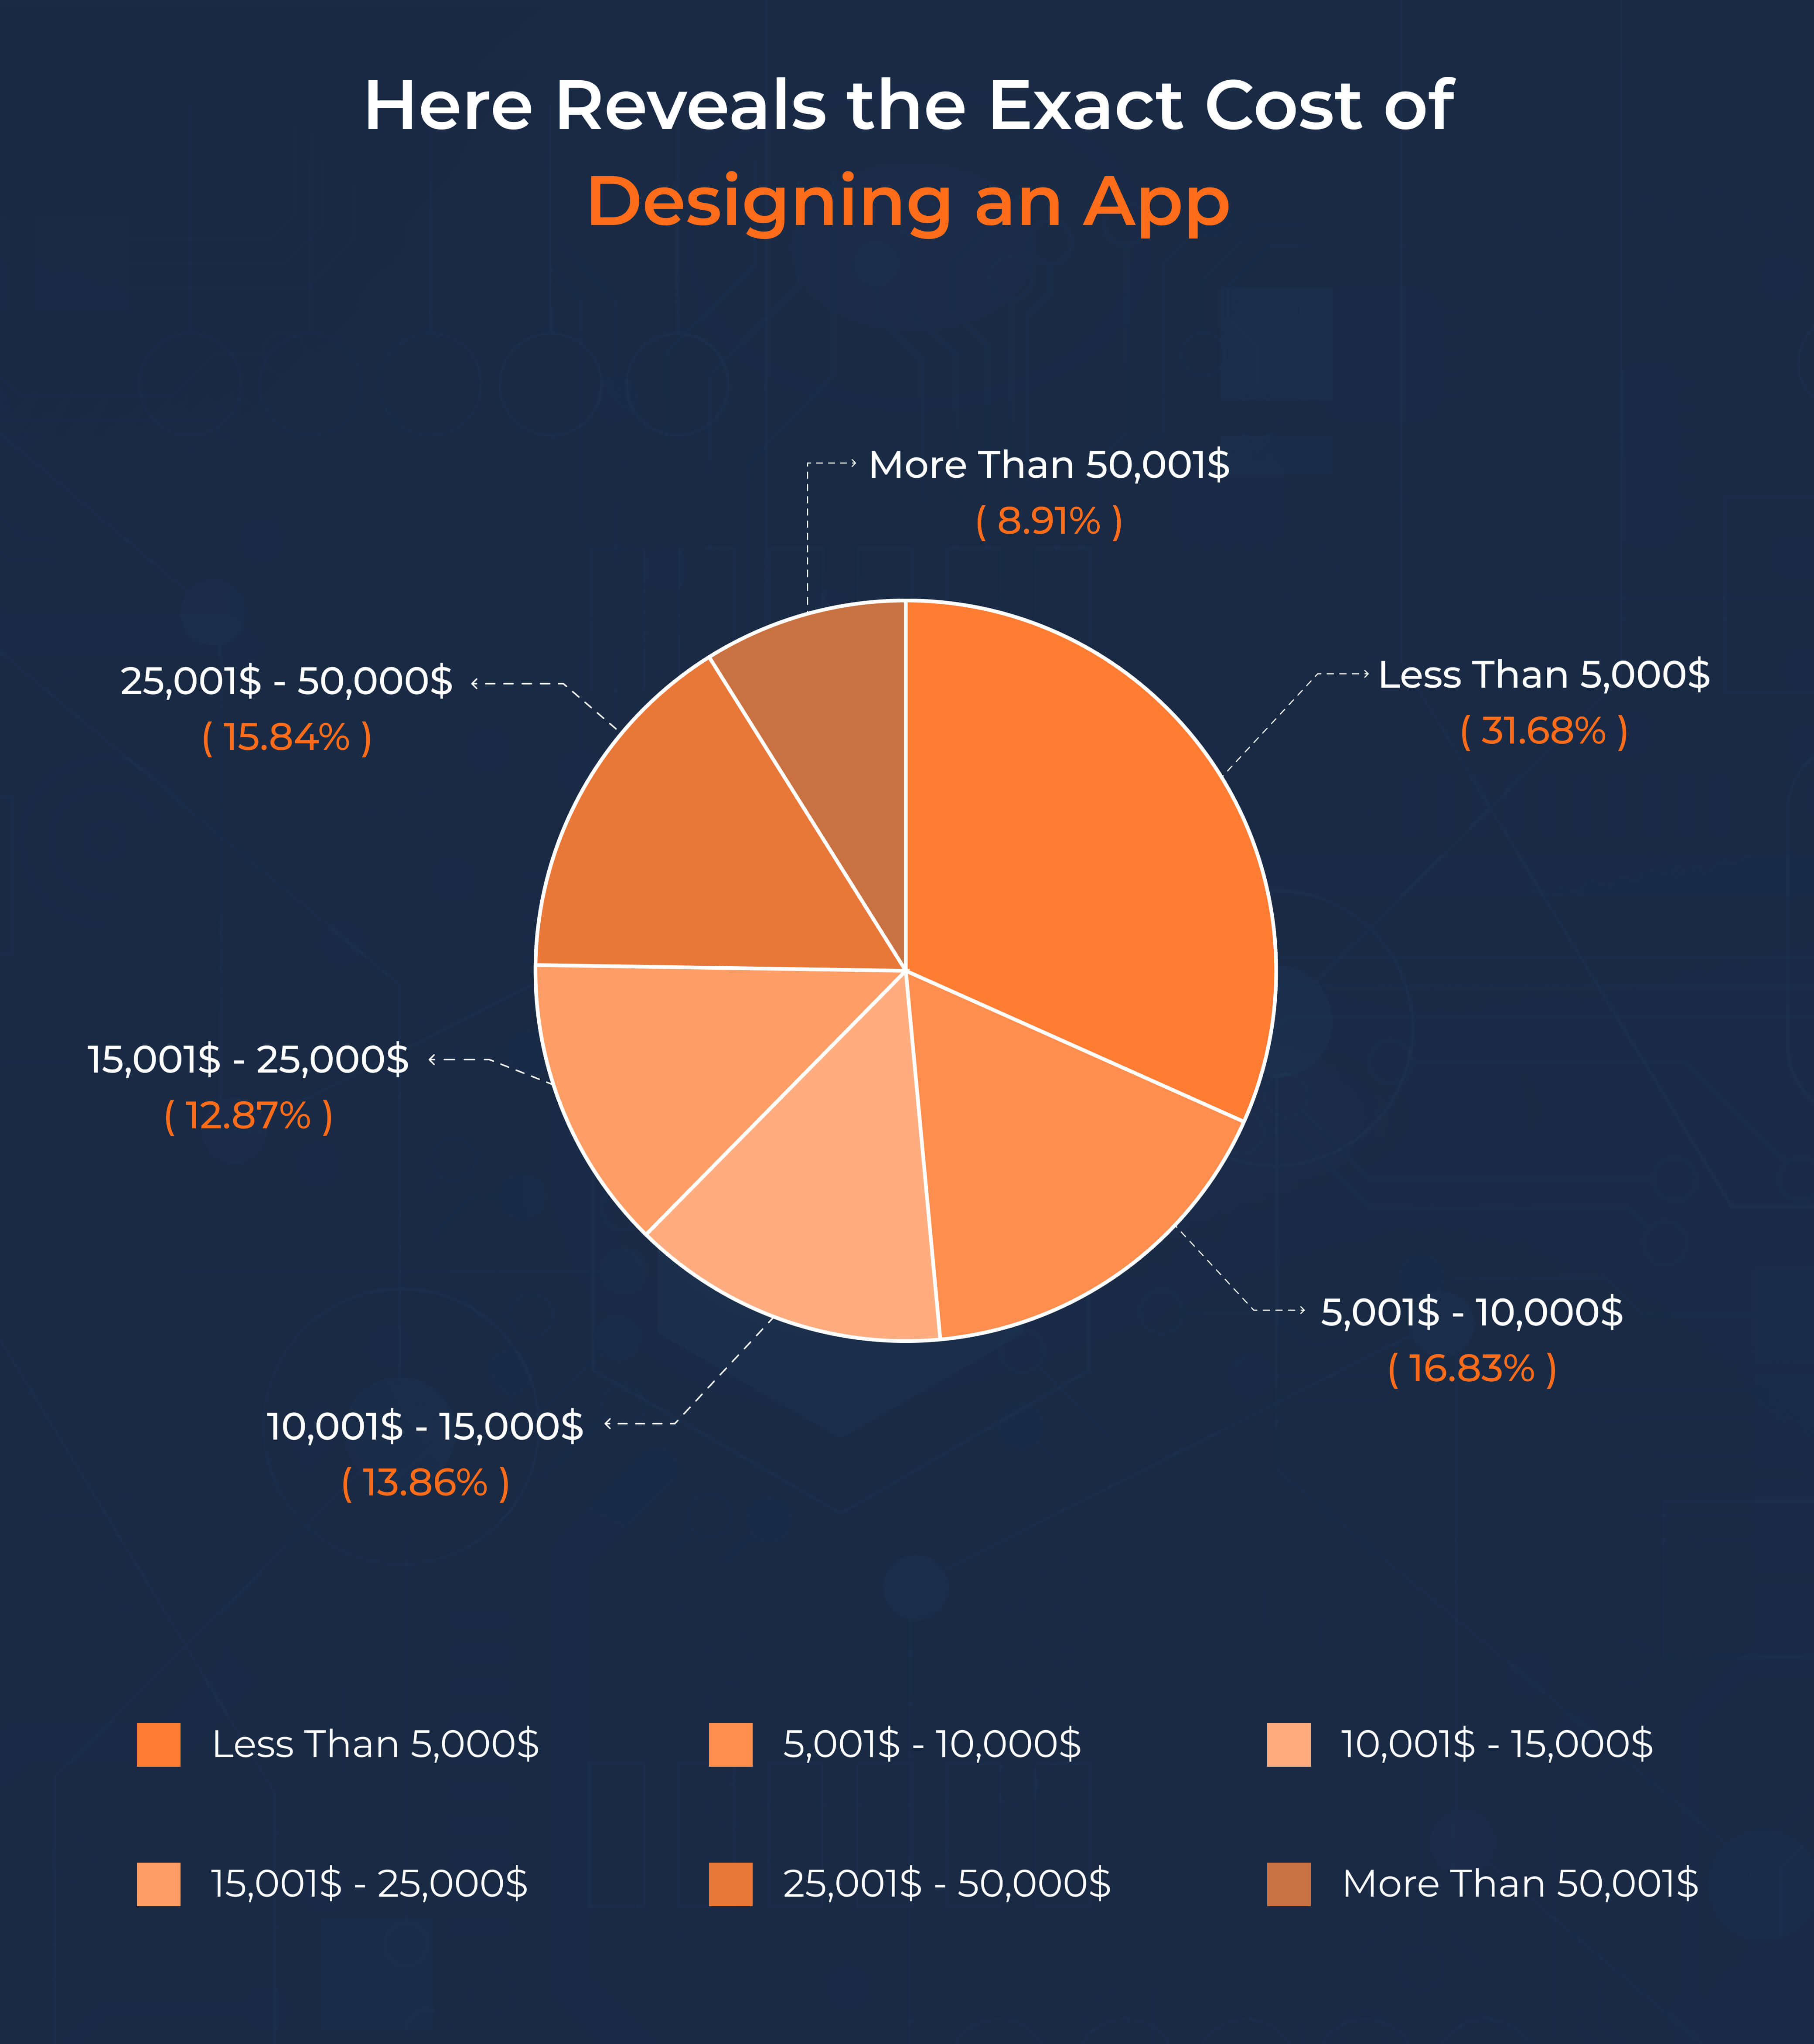 Here Reveals the Exact Cost of
Designing an App
More Than 50,001$
( 8.91% )
25,001$ - 50,000$
( 15.84% )
Less Than 5,000$
( 31.68% )
15,001$ - 25,000$
( 12.87% )
5,001$ - 10,000$
( 16.83% )
10,001$ - 15,000$
( 13.86% )
Less Than 5,000$
5,001$ - 10,000$
10,001$ - 15,000$
15,001$ - 25,000$
25,001$ - 50,000$
More Than 50,001$